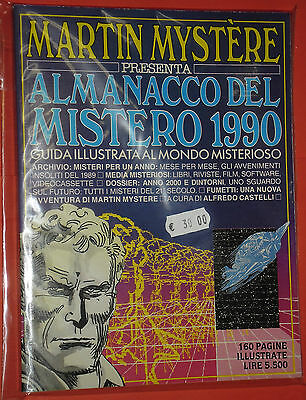 MARTIN MYSTÈRE
PRESENTA
ALMANACCO DEL
MISTERO 1990
GUIDA ILLUSTRATA AL MONDO MISTERIOSO
ARCHIVIO: MISTERI PER UN ANNO: MESE PER MESE, GLI AVVENIMENTI
INSOLITI DEL 1989 □ MEDIA MISTERIOSI: LIBRI, RIVISTE, FILM, SOFTWARE,
VIDEOCASSETTE □ DOSSIER: ANNO 2000 E DINTORNI. UNO SGUARDO
SUL FUTURO: TUTTI I MISTERI DEL 21° SECOLO □ FUMETTI: UNA NUOVA
AVVENTURA DI MARTIN MYSTERE □ A CURA DI ALFREDO CASTELLI
€ 30.00
160 PAGINE
ILLUSTRATE
LIRE 5.500